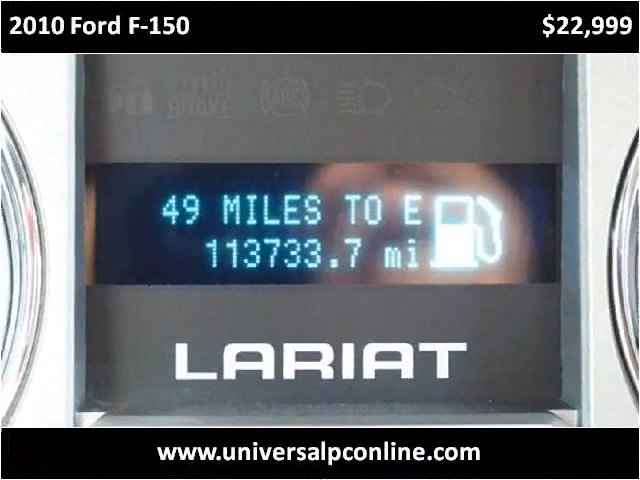 2010 Ford F-150 $22,999
49 MILES TO E
113733.7 mi
LARIAT
www.universalpconline.com